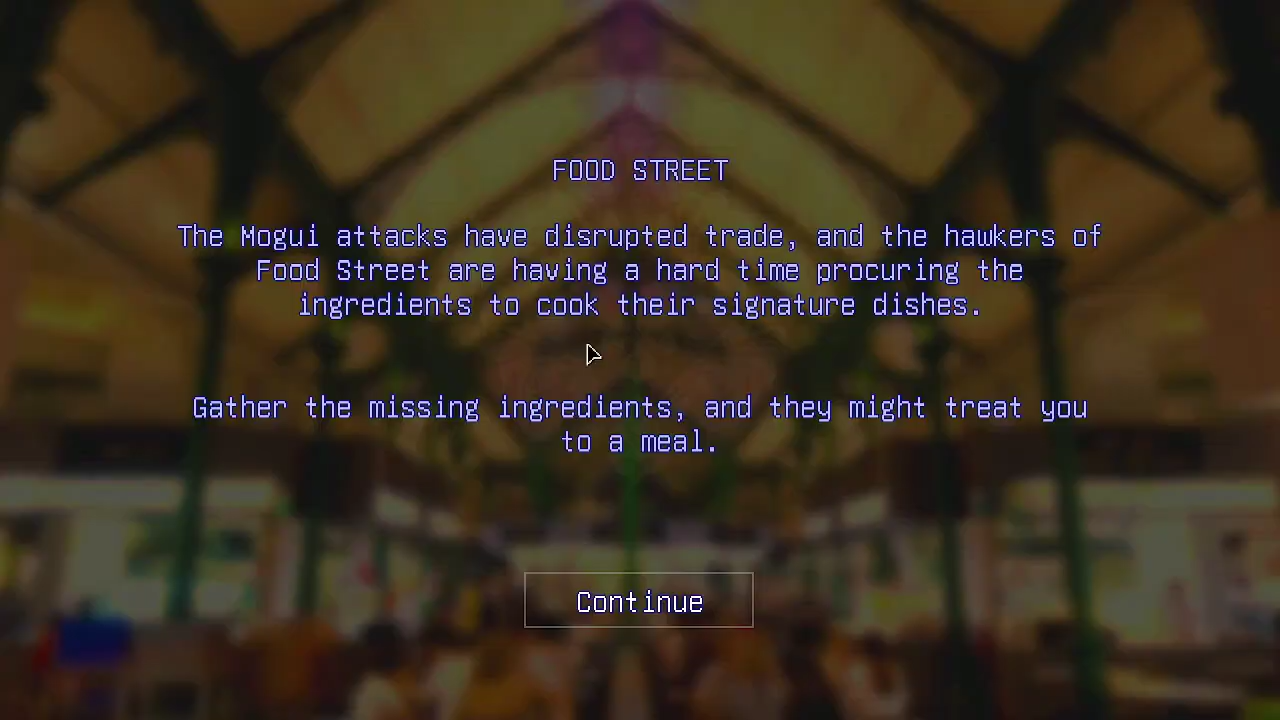 FOOD STREET
The Mogui attacks have disrupted trade, and the hawkers of
Food Street are having a hard time procuring the
ingredients to cook their signature dishes.
Gather the missing ingredients, and they might treat you
to a meal.
Continue